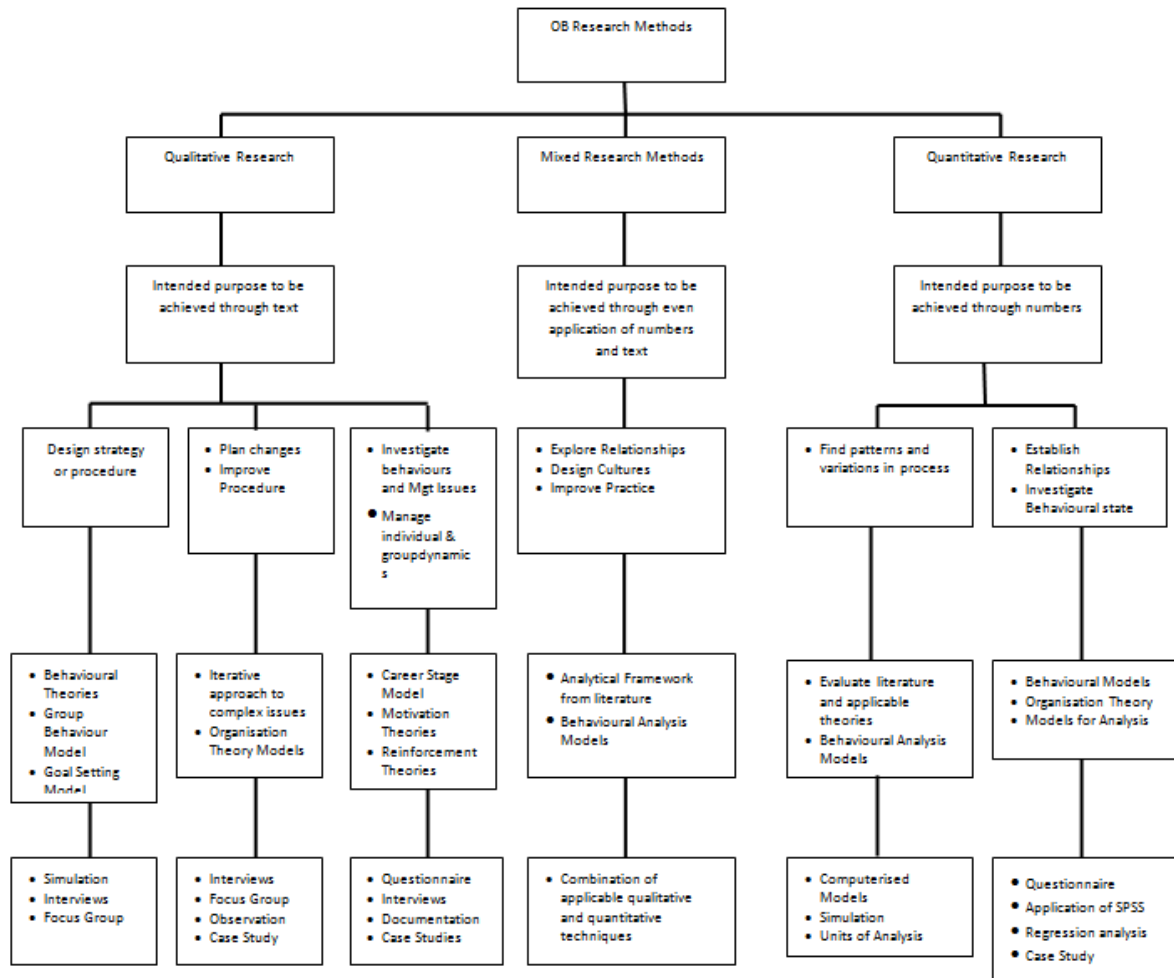 OB Research Methods
Qualitative Research
Mixed Research Methods
Quantitative Research
Intended purpose to be
achieved through text
Intended purpose to be
achieved through even
application of numbers
and text
Intended purpose to be
achieved through numbers
Design strategy
or procedure
• Plan changes
• Improve
Procedure
• Investigate
behaviours
and Mgt Issues
• Manage
individual &
groupdynamic
s
• Explore Relationships
• Design Cultures
• Improve Practice
• Find patterns and
variations in process
• Establish
Relationships
• Investigate
Behavioural state
• Behavioural
Theories
• Group
Behaviour
Model
• Goal Setting
Model
• Iterative
approach to
complex issues
• Organisation
Theory Models
• Career Stage
Model
• Motivation
Theories
• Reinforcement
Theories
• Analytical Framework
from literature
• Behavioural Analysis
Models
• Evaluate literature
and applicable
theories
• Behavioural Analysis
Models
• Behavioural Models
• Organisation Theory
• Models for Analysis
• Simulation
• Interviews
• Focus Group
• Interviews
• Focus Group
• Observation
• Case Study
• Questionnaire
• Interviews
• Documentation
• Case Studies
• Combination of
applicable qualitative
and quantitative
techniques
• Computerised
Models
• Simulation
• Units of Analysis
• Questionnaire
• Application of SPSS
• Regression analysis
• Case Study